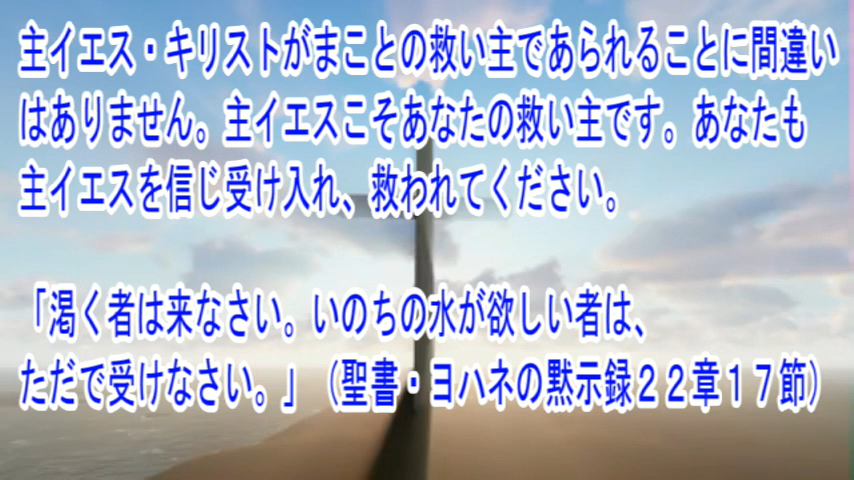 主イエス・キリストがまことの救い主であられることに間違い
はありません。主イエスこそあなたの救い主です。あなたも
主イエスを信じ受け入れ、救われてください。
「渇く者は来なさい。いのちの水が欲しい者は、
ただで受けなさい。」（聖書・ヨハネの黙示録２２章１７節）